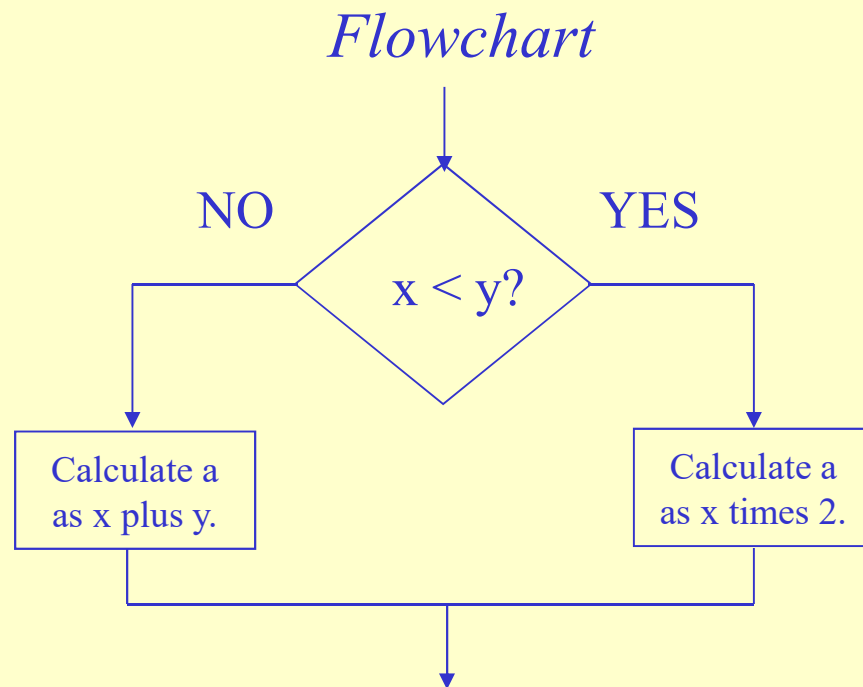 Flowchart
NO
YES
x < y?
Calculate a
as x plus y.
Calculate a
as x times 2.